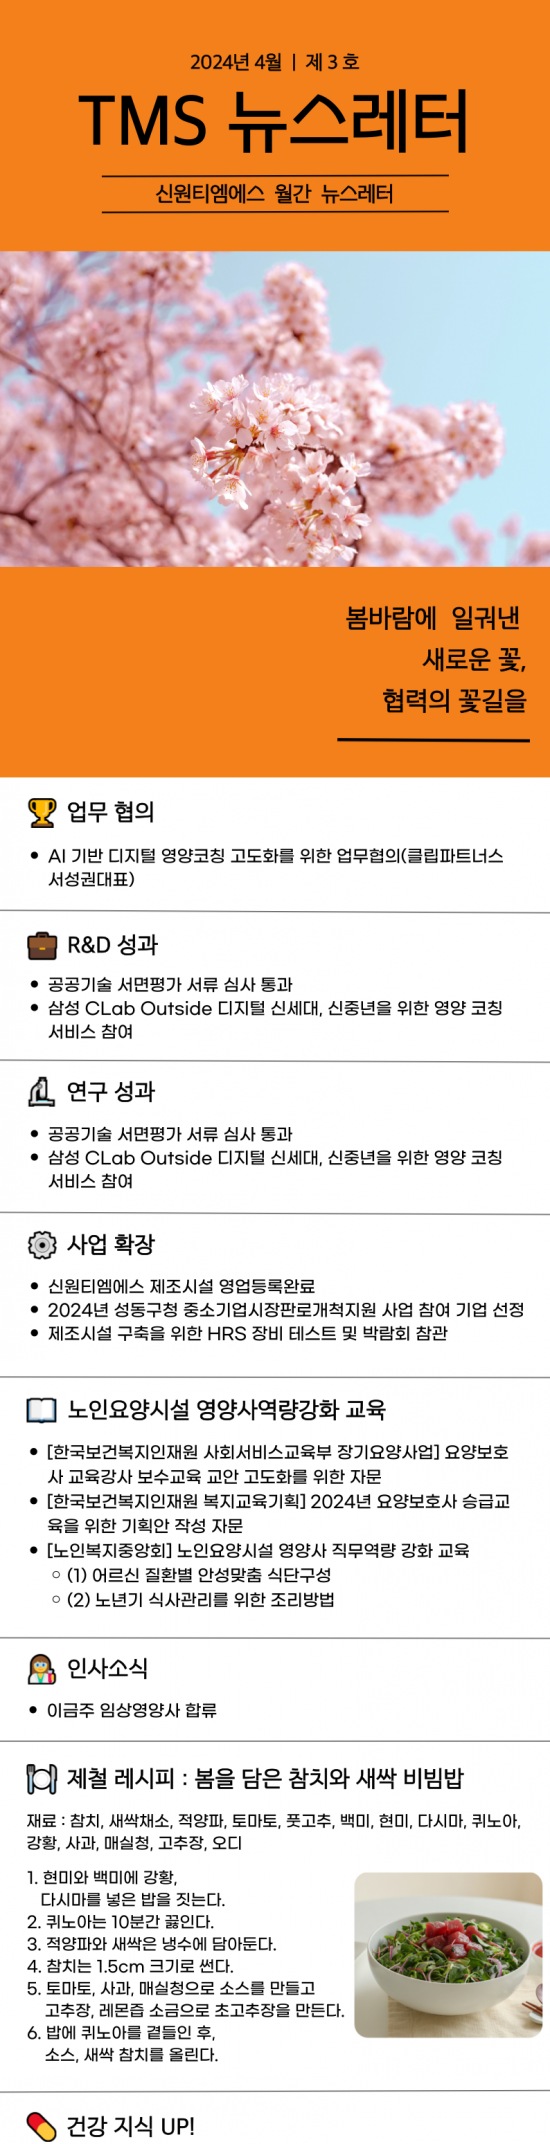 2024년 4월 | 제 3 호
TMS 뉴스레터
신원티엠에스 월간 뉴스레터
봄바람에 일궈낸
새로운 꽃,
협력의 꽃길을
업무 협의
• AI 기반 디지털 영양코칭 고도화를 위한 업무협의(클립파트너스
서성권대표)
R&D 성과
• 공공기술 서면평가 서류 심사 통과
• 삼성 CLab Outside 디지털 신세대, 신중년을 위한 영양 코칭
서비스 참여
연구 성과
• 공공기술 서면평가 서류 심사 통과
• 삼성 CLab Outside 디지털 신세대, 신중년을 위한 영양 코칭
서비스 참여
사업 확장
• 신원티엠에스 제조시설 영업등록완료
• 2024년 성동구청 중소기업시장판로개척지원 사업 참여 기업 선정
• 제조시설 구축을 위한 HRS 장비 테스트 및 박람회 참관
노인요양시설 영양사역량강화 교육
• [한국보건복지인재원 사회서비스교육부 장기요양사업] 요양보호
사 교육강사 보수교육 교안 고도화를 위한 자문
• [한국보건복지인재원 복지교육기획] 2024년 요양보호사 승급교
육을 위한 기획안 작성 자문
• [노인복지중앙회] 노인요양시설 영양사 직무역량 강화 교육
○ (1) 어르신 질환별 안성맞춤 식단구성
○ (2) 노년기 식사관리를 위한 조리방법
인사소식
• 이금주 임상영양사 합류
제철 레시피 : 봄을 담은 참치와 새싹 비빔밥
재료 : 참치, 새싹채소, 적양파, 토마토, 풋고추, 백미, 현미, 다시마, 퀴노아,
강황, 사과, 매실청, 고추장, 오디
1. 현미와 백미에 강황,
다시마를 넣은 밥을 짓는다.
2. 퀴노아는 10분간 끓인다.
3. 적양파와 새싹은 냉수에 담아둔다.
4. 참치는 1.5cm 크기로 썬다.
5. 토마토, 사과, 매실청으로 소스를 만들고
고추장, 레몬즙 소금으로 초고추장을 만든다.
6. 밥에 퀴노아를 곁들인 후,
소스, 새싹 참치를 올린다.
건강 지식 UP!